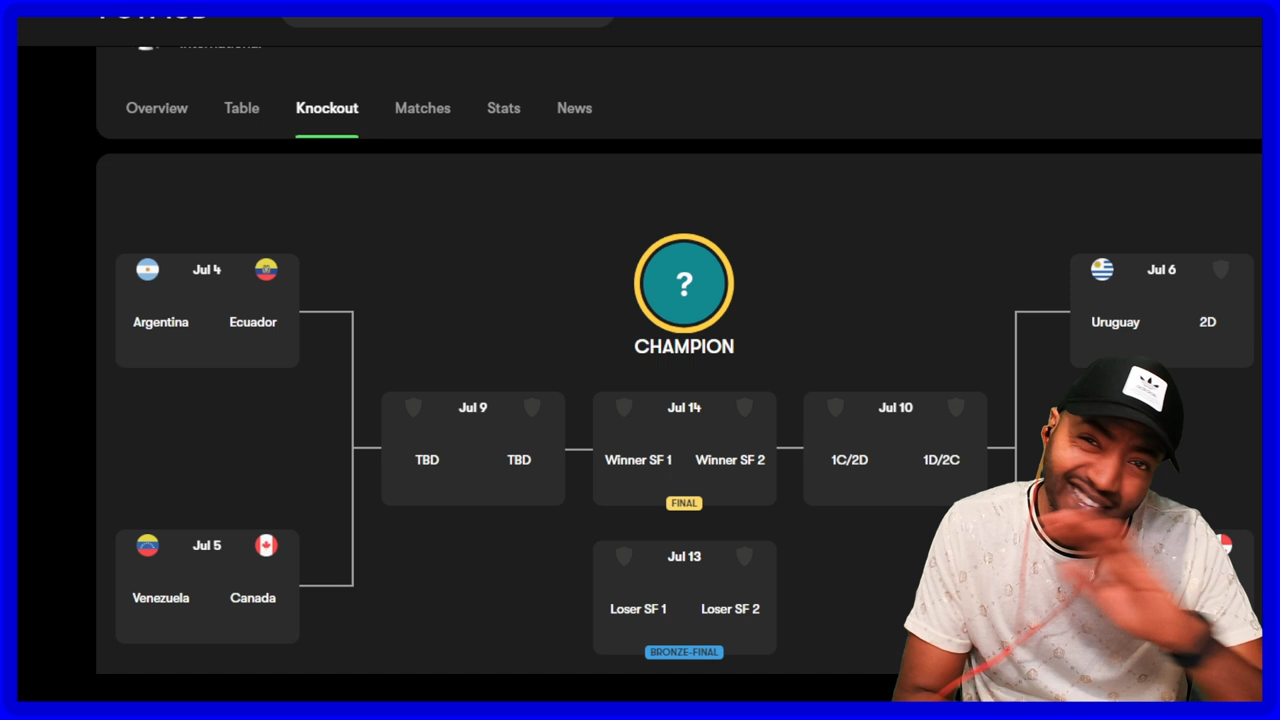 Overview Table Knockout Matches Stats News
?
CHAMPION
Jul 4
Argentina Ecuador
Jul 6
Uruguay 2D
Jul 9
TBD TBD
Jul 14
Winner SF 1 Winner SF 2
FINAL
Jul 10
1C/2D 1D/2C
Jul 5
Venezuela Canada
Jul 13
Loser SF 1 Loser SF 2
BRONZE-FINAL